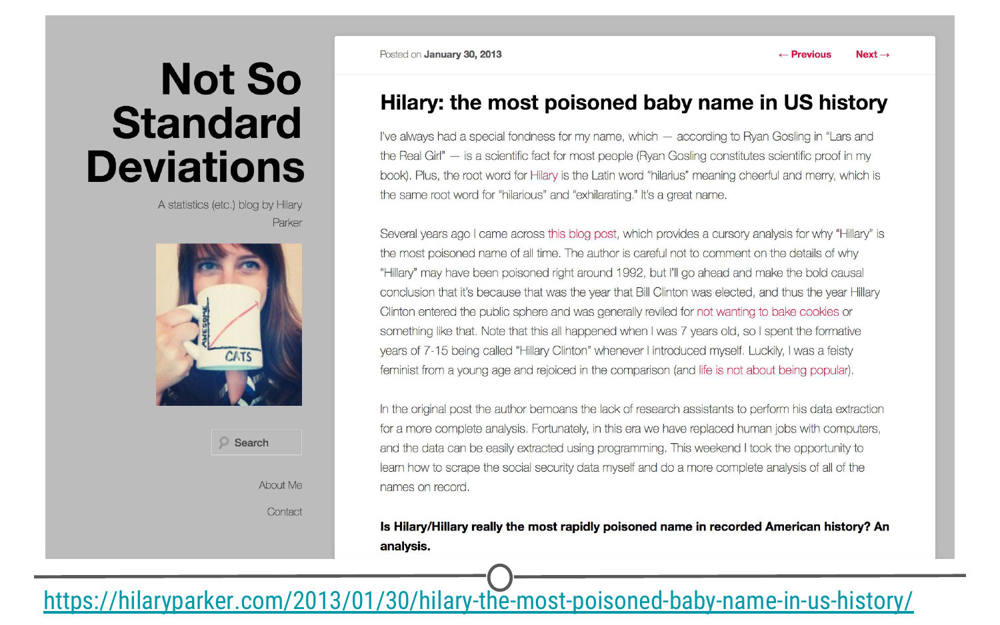 Not So
Standard
Deviations
A statistics (etc.) blog by Hilary
Parker
AWESOME
CATS
Search
About Me
Contact
Posted on January 30, 2013
← Previous
Next →
Hilary: the most poisoned baby name in US history
I've always had a special fondness for my name, which — according to Ryan Gosling in “Lars and
the Real Girl” — is a scientific fact for most people (Ryan Gosling constitutes scientific proof in my
book). Plus, the root word for Hilary is the Latin word “hilarius” meaning cheerful and merry, which is
the same root word for “hilarious” and “exhilarating.” It's a great name.
Several years ago I came across this blog post, which provides a cursory analysis for why “Hillary” is
the most poisoned name of all time. The author is careful not to comment on the details of why
“Hillary” may have been poisoned right around 1992, but I'll go ahead and make the bold causal
conclusion that it's because that was the year that Bill Clinton was elected, and thus the year Hillary
Clinton entered the public sphere and was generally reviled for not wanting to bake cookies or
something like that. Note that this all happened when I was 7 years old, so I spent the formative
years of 7-15 being called “Hillary Clinton” whenever I introduced myself. Luckily, I was a feisty
feminist from a young age and rejoiced in the comparison (and life is not about being popular).
In the original post the author bemoans the lack of research assistants to perform his data extraction
for a more complete analysis. Fortunately, in this era we have replaced human jobs with computers,
and the data can be easily extracted using programming. This weekend I took the opportunity to
learn how to scrape the social security data myself and do a more complete analysis of all of the
names on record.
Is Hilary/Hillary really the most rapidly poisoned name in recorded American history? An
analysis.
https://hilaryparker.com/2013/01/30/hilary-the-most-poisoned-baby-name-in-us-history/